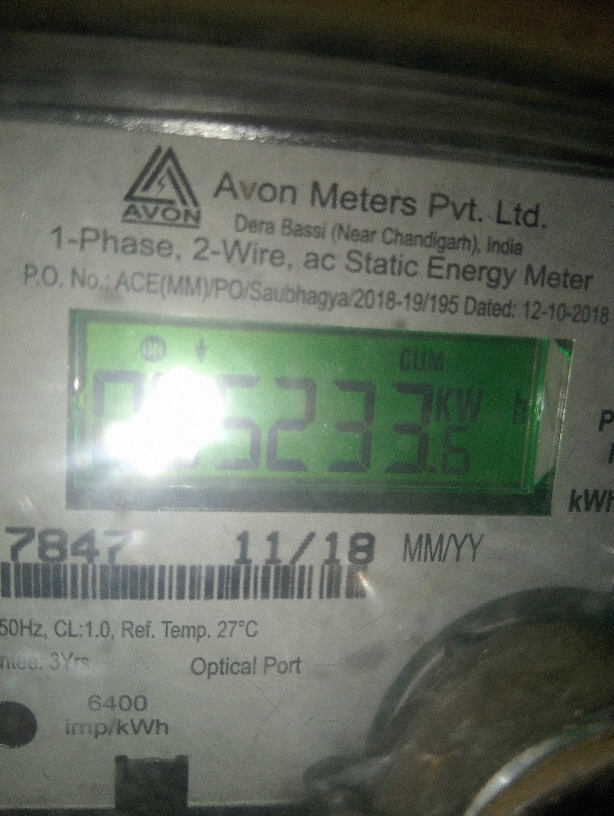 AVON
Avon Meters Pvt. Ltd.
Dera Bassi (Near Chandigarh), India
1-Phase, 2-Wire, ac Static Energy Meter
P.O. No.: ACE(MM)/PO/Saubhagya/2018-19/195 Dated: 12-10-2018
ON CUM
5233.6 KW h
kWh
7847 11/18 MM/YY
50Hz, CL:1.0, Ref. Temp. 27°C
3Yrs Optical Port
6400
imp/kWh